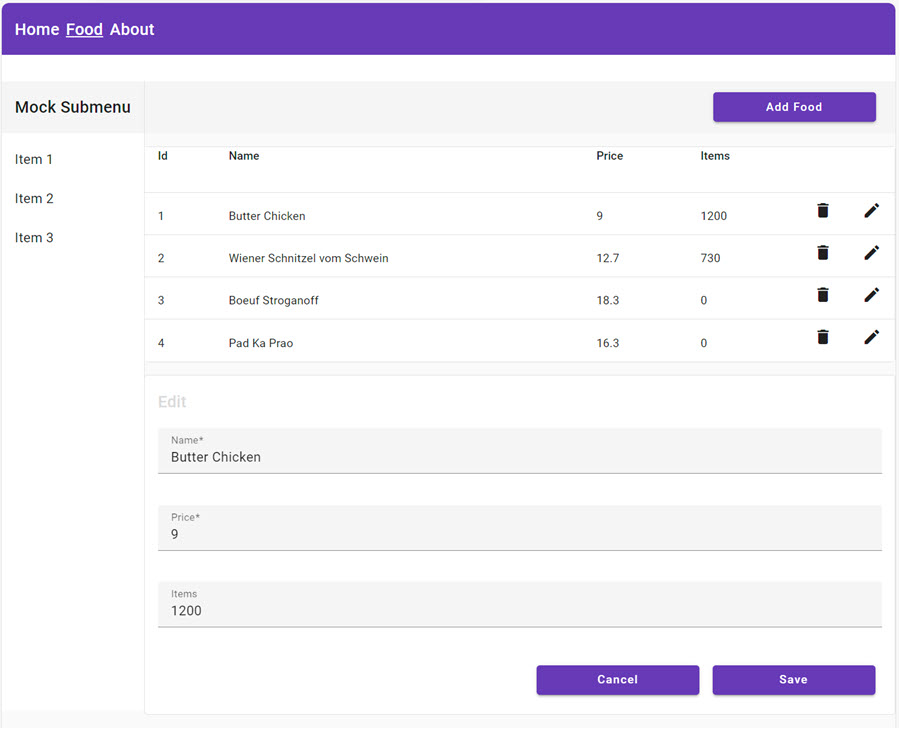 Home Food About
Mock Submenu
Add Food
Item 1
Item 2
Item 3
Id Name Price Items
1 Butter Chicken 9 1200
2 Wiener Schnitzel vom Schwein 12.7 730
3 Boeuf Stroganoff 18.3 0
4 Pad Ka Prao 16.3 0
Edit
Name*
Butter Chicken
Price*
9
Items
1200
Cancel Save